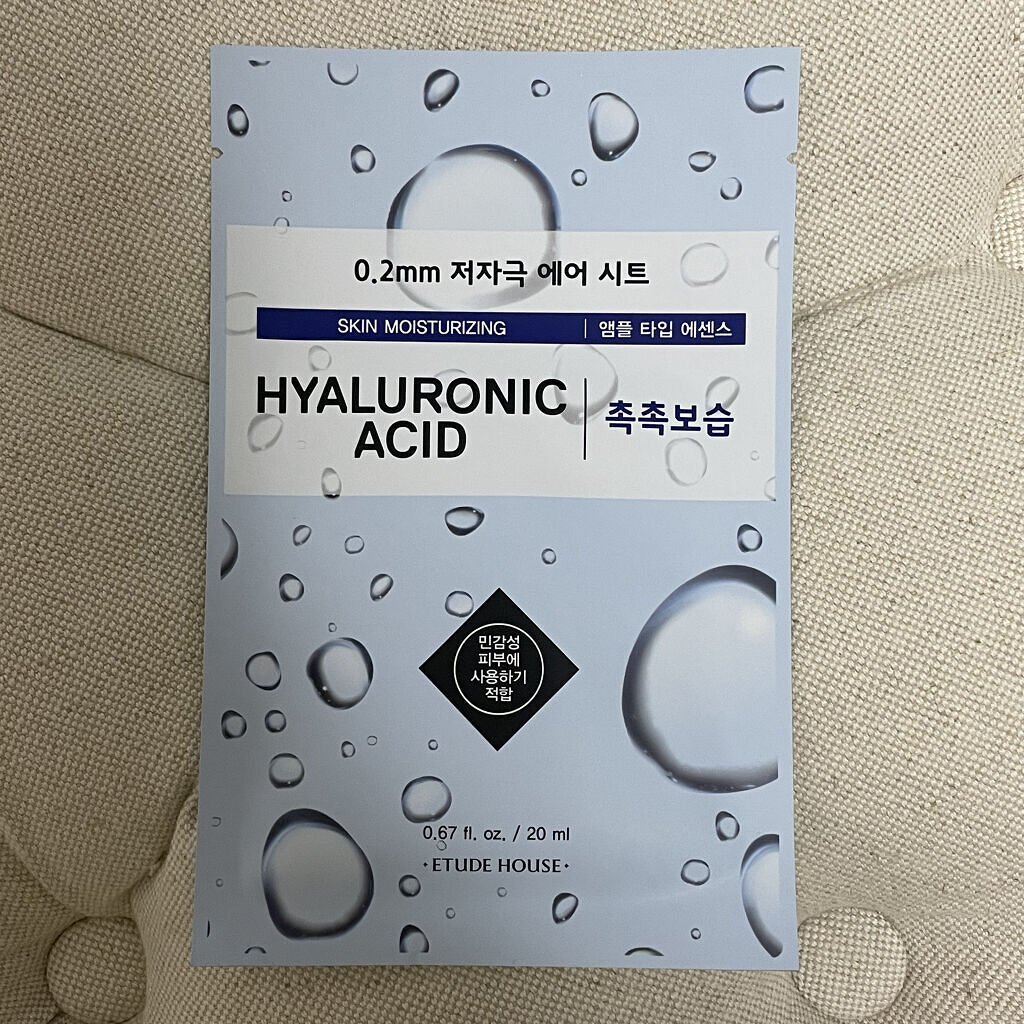 0.2mm 저자극 에어 시트
SKIN MOISTURIZING | 앰플 타입 에센스
HYALURONIC
ACID
촉촉보습
민감성
피부에
사용하기
적합
0.67 fl. oz. / 20 ml
·ETUDE HOUSE·